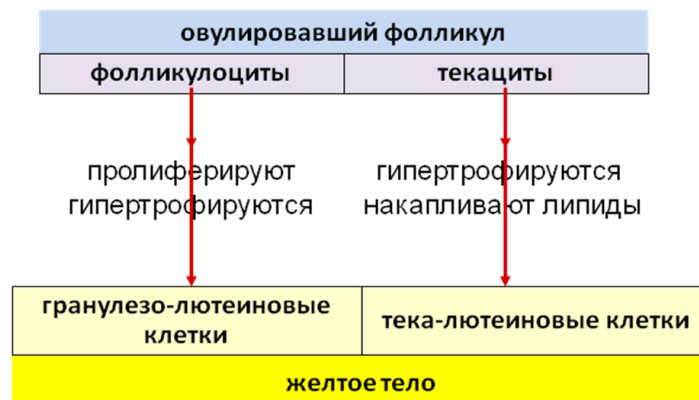 овулировавший фолликул
фолликулоциты
текациты
пролиферируют
гипертрофируются
гипертрофируются
накапливают липиды
гранулезо-лютеиновые
клетки
тека-лютеиновые клетки
желтое тело